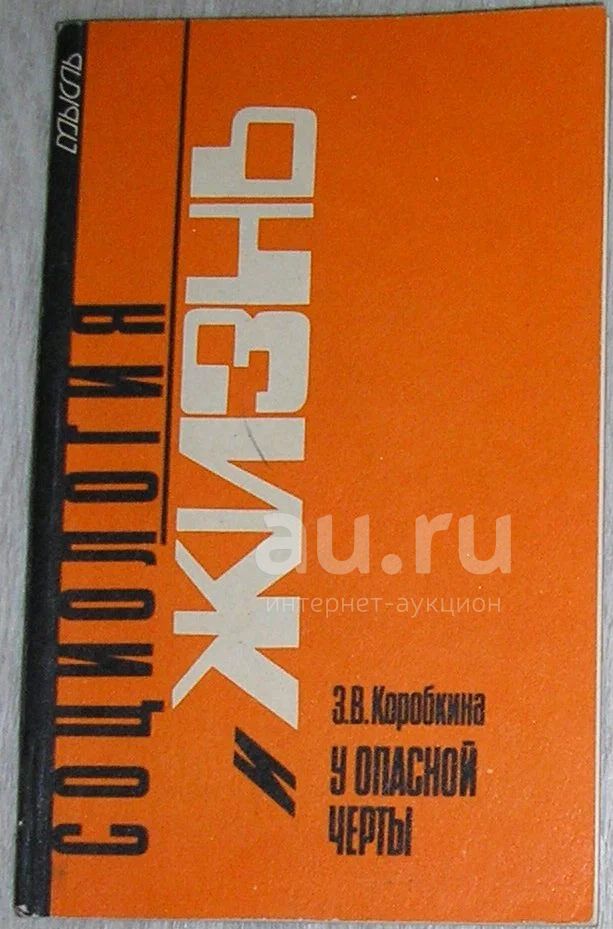 мысль
СОЦИОЛОГИЯ
и ЖИЗНЬ
З.В. Коробкина
У ОПАСНОЙ
ЧЕРТЫ
au.ru
интернет-аукцион